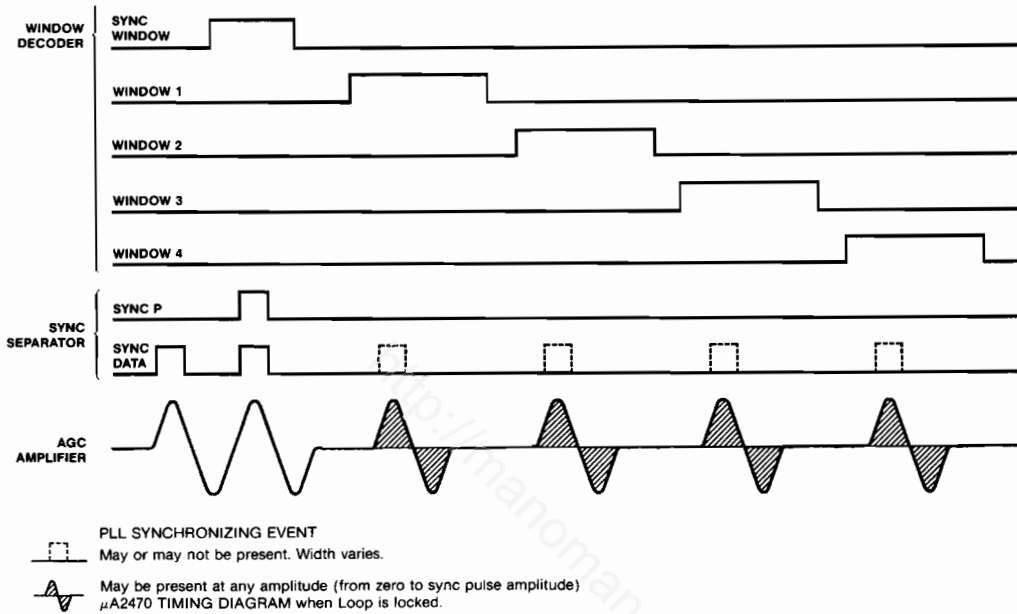 WINDOW
DECODER
SYNC
WINDOW
WINDOW 1
WINDOW 2
WINDOW 3
WINDOW 4
SYNC
SEPARATOR
SYNC P
SYNC
DATA
AGC
AMPLIFIER
PLL SYNCHRONIZING EVENT
May or may not be present. Width varies.
May be present at any amplitude (from zero to sync pulse amplitude)
µA2470 TIMING DIAGRAM when Loop is locked.
http://manoman